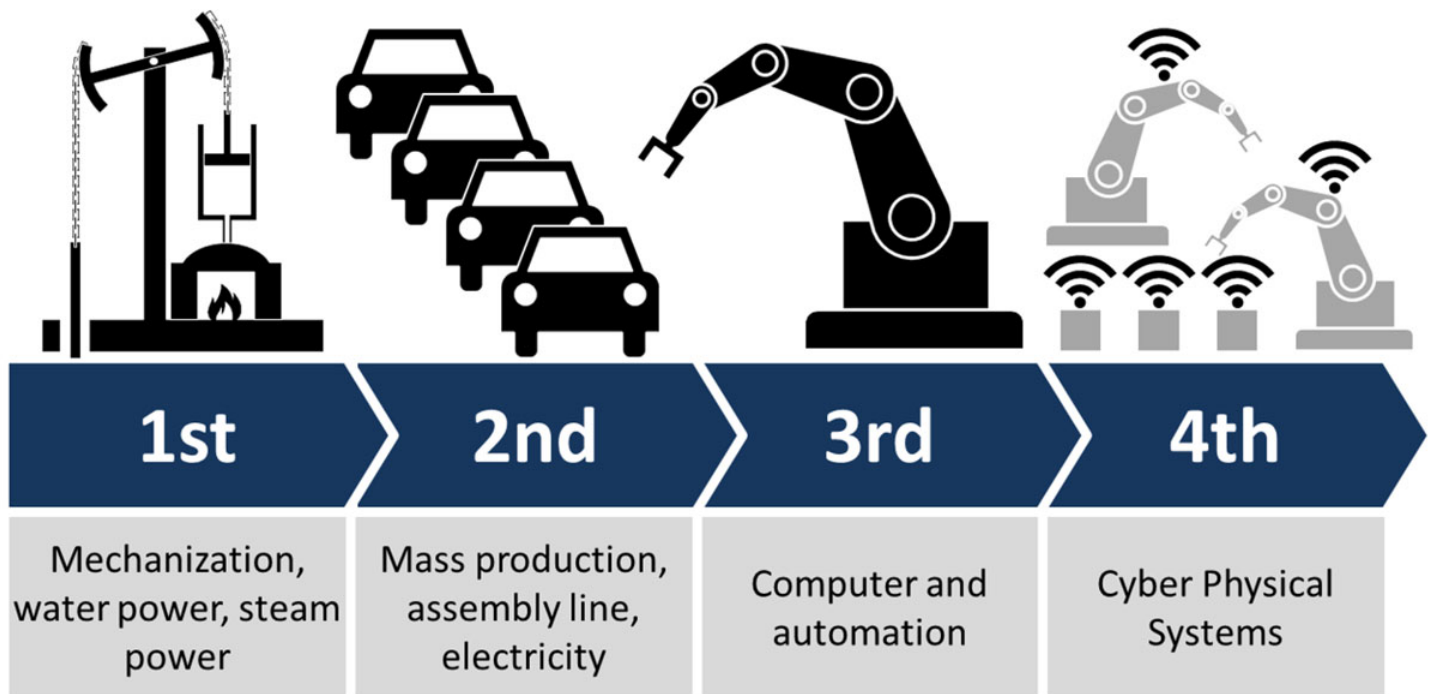 1st
2nd
3rd
4th
Mechanization,
water power, steam
power
Mass production,
assembly line,
electricity
Computer and
automation
Cyber Physical
Systems